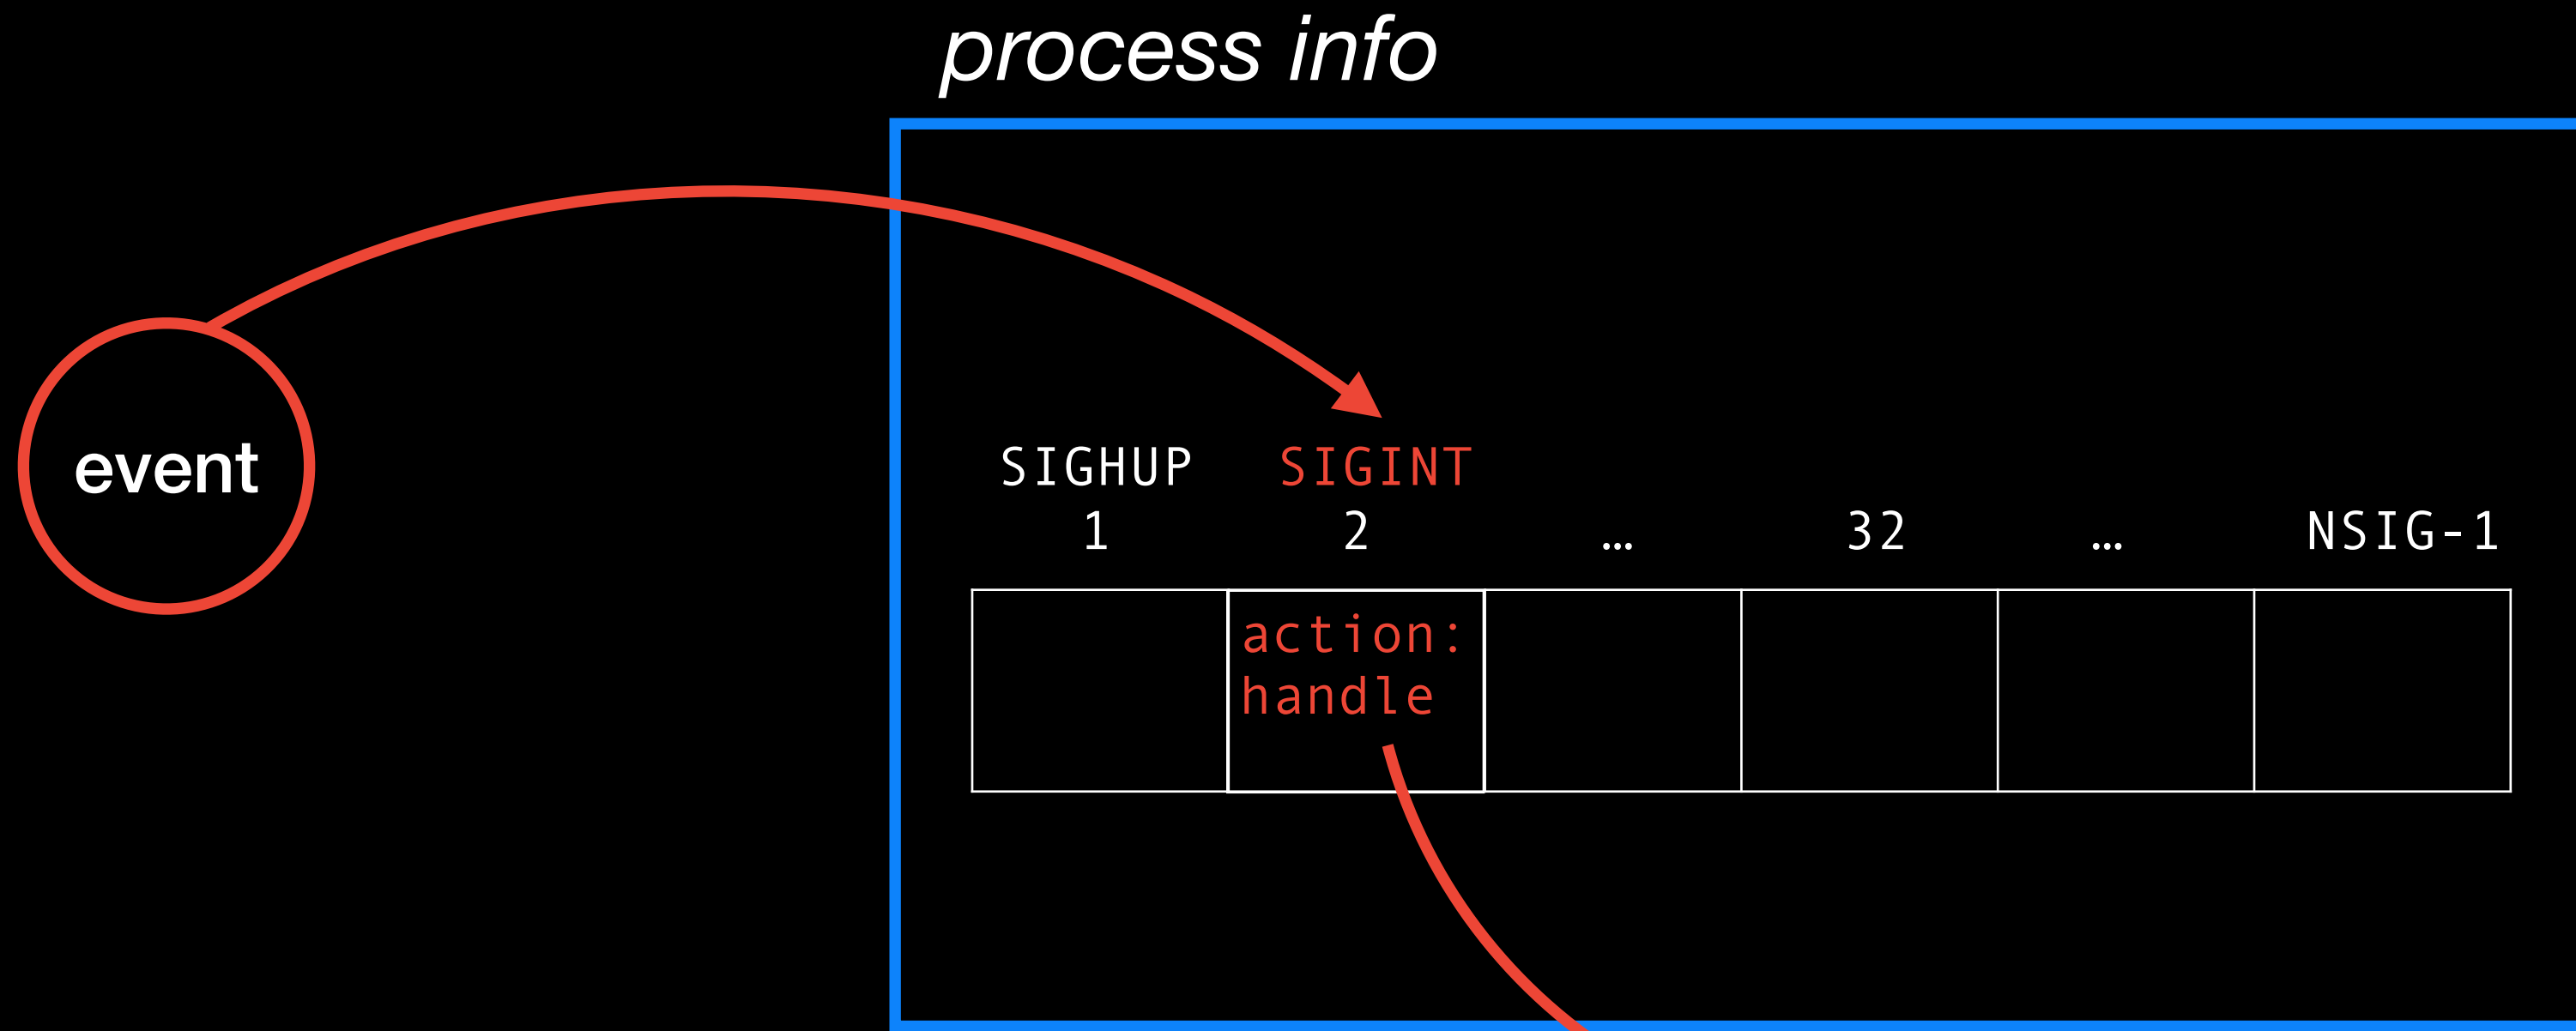 process info
event
SIGHUP SIGINT
1 2 … 32 … NSIG-1
action:
handle